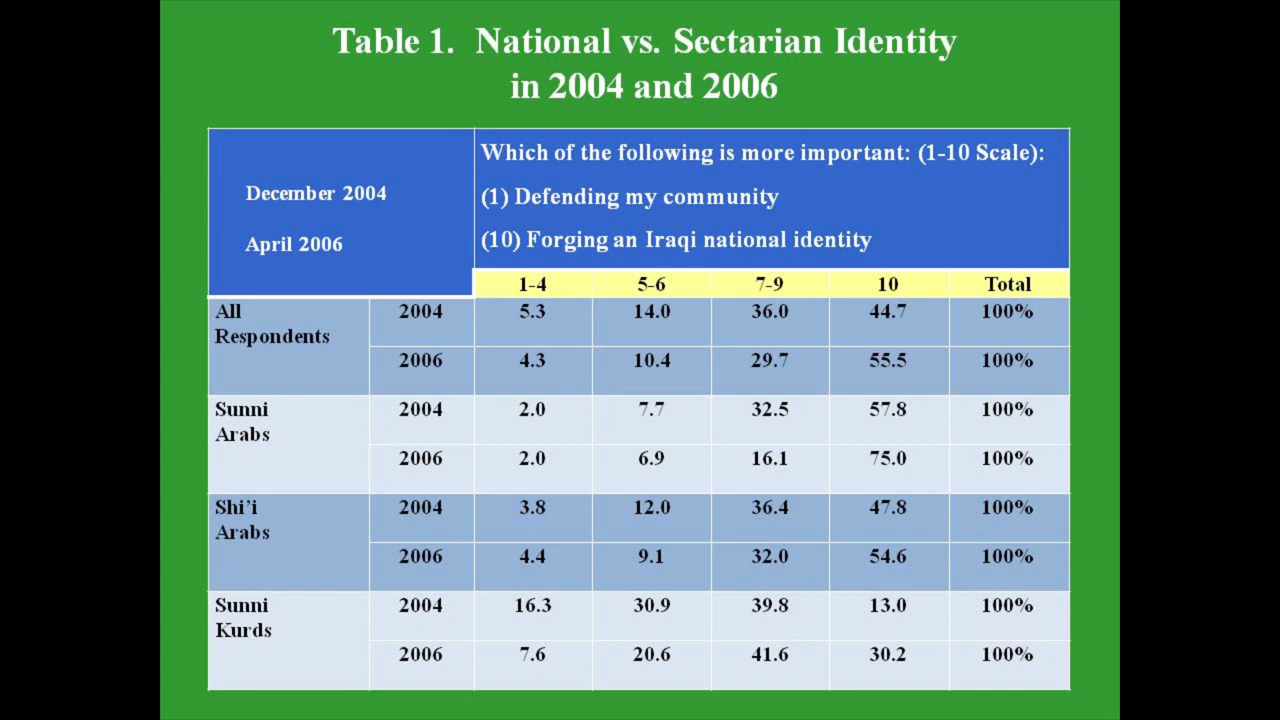 Table 1. National vs. Sectarian Identity
in 2004 and 2006
December 2004
April 2006
Which of the following is more important: (1-10 Scale):
(1) Defending my community
(10) Forging an Iraqi national identity
1-4 5-6 7-9 10 Total
All Respondents 2004 5.3 14.0 36.0 44.7 100%
2006 4.3 10.4 29.7 55.5 100%
Sunni Arabs 2004 2.0 7.7 32.5 57.8 100%
2006 2.0 6.9 16.1 75.0 100%
Shi’i Arabs 2004 3.8 12.0 36.4 47.8 100%
2006 4.4 9.1 32.0 54.6 100%
Sunni Kurds 2004 16.3 30.9 39.8 13.0 100%
2006 7.6 20.6 41.6 30.2 100%